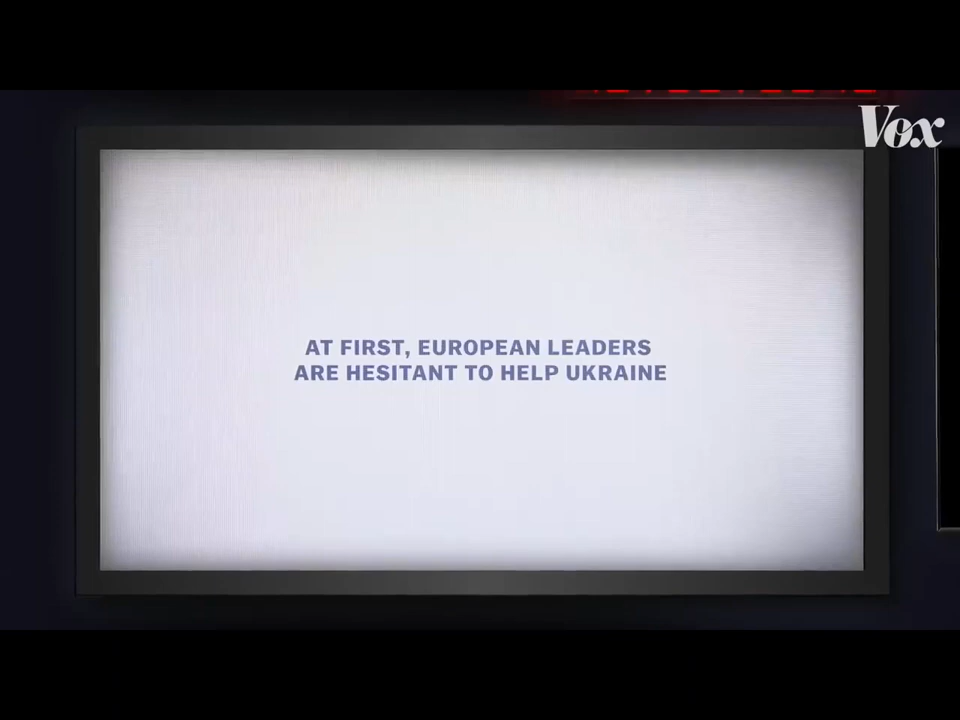 Vox
AT FIRST, EUROPEAN LEADERS
ARE HESITANT TO HELP UKRAINE